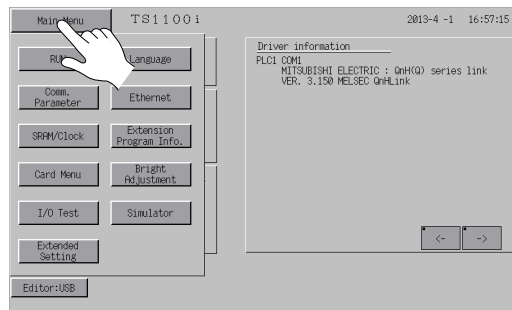 Main Menu
TS1100i
2013-4 -1 16:57:15
RUN
Language
Comm.
Parameter
Ethernet
SRAM/Clock
Extension
Program Info.
Card Menu
Bright
Adjustment
I/O Test
Simulator
Extended
Setting
Editor:USB
Driver information
PLC1 COM1
MITSUBISHI ELECTRIC : QnH(Q) series link
VER. 3.150 MELSEC QnHLink
<-
->